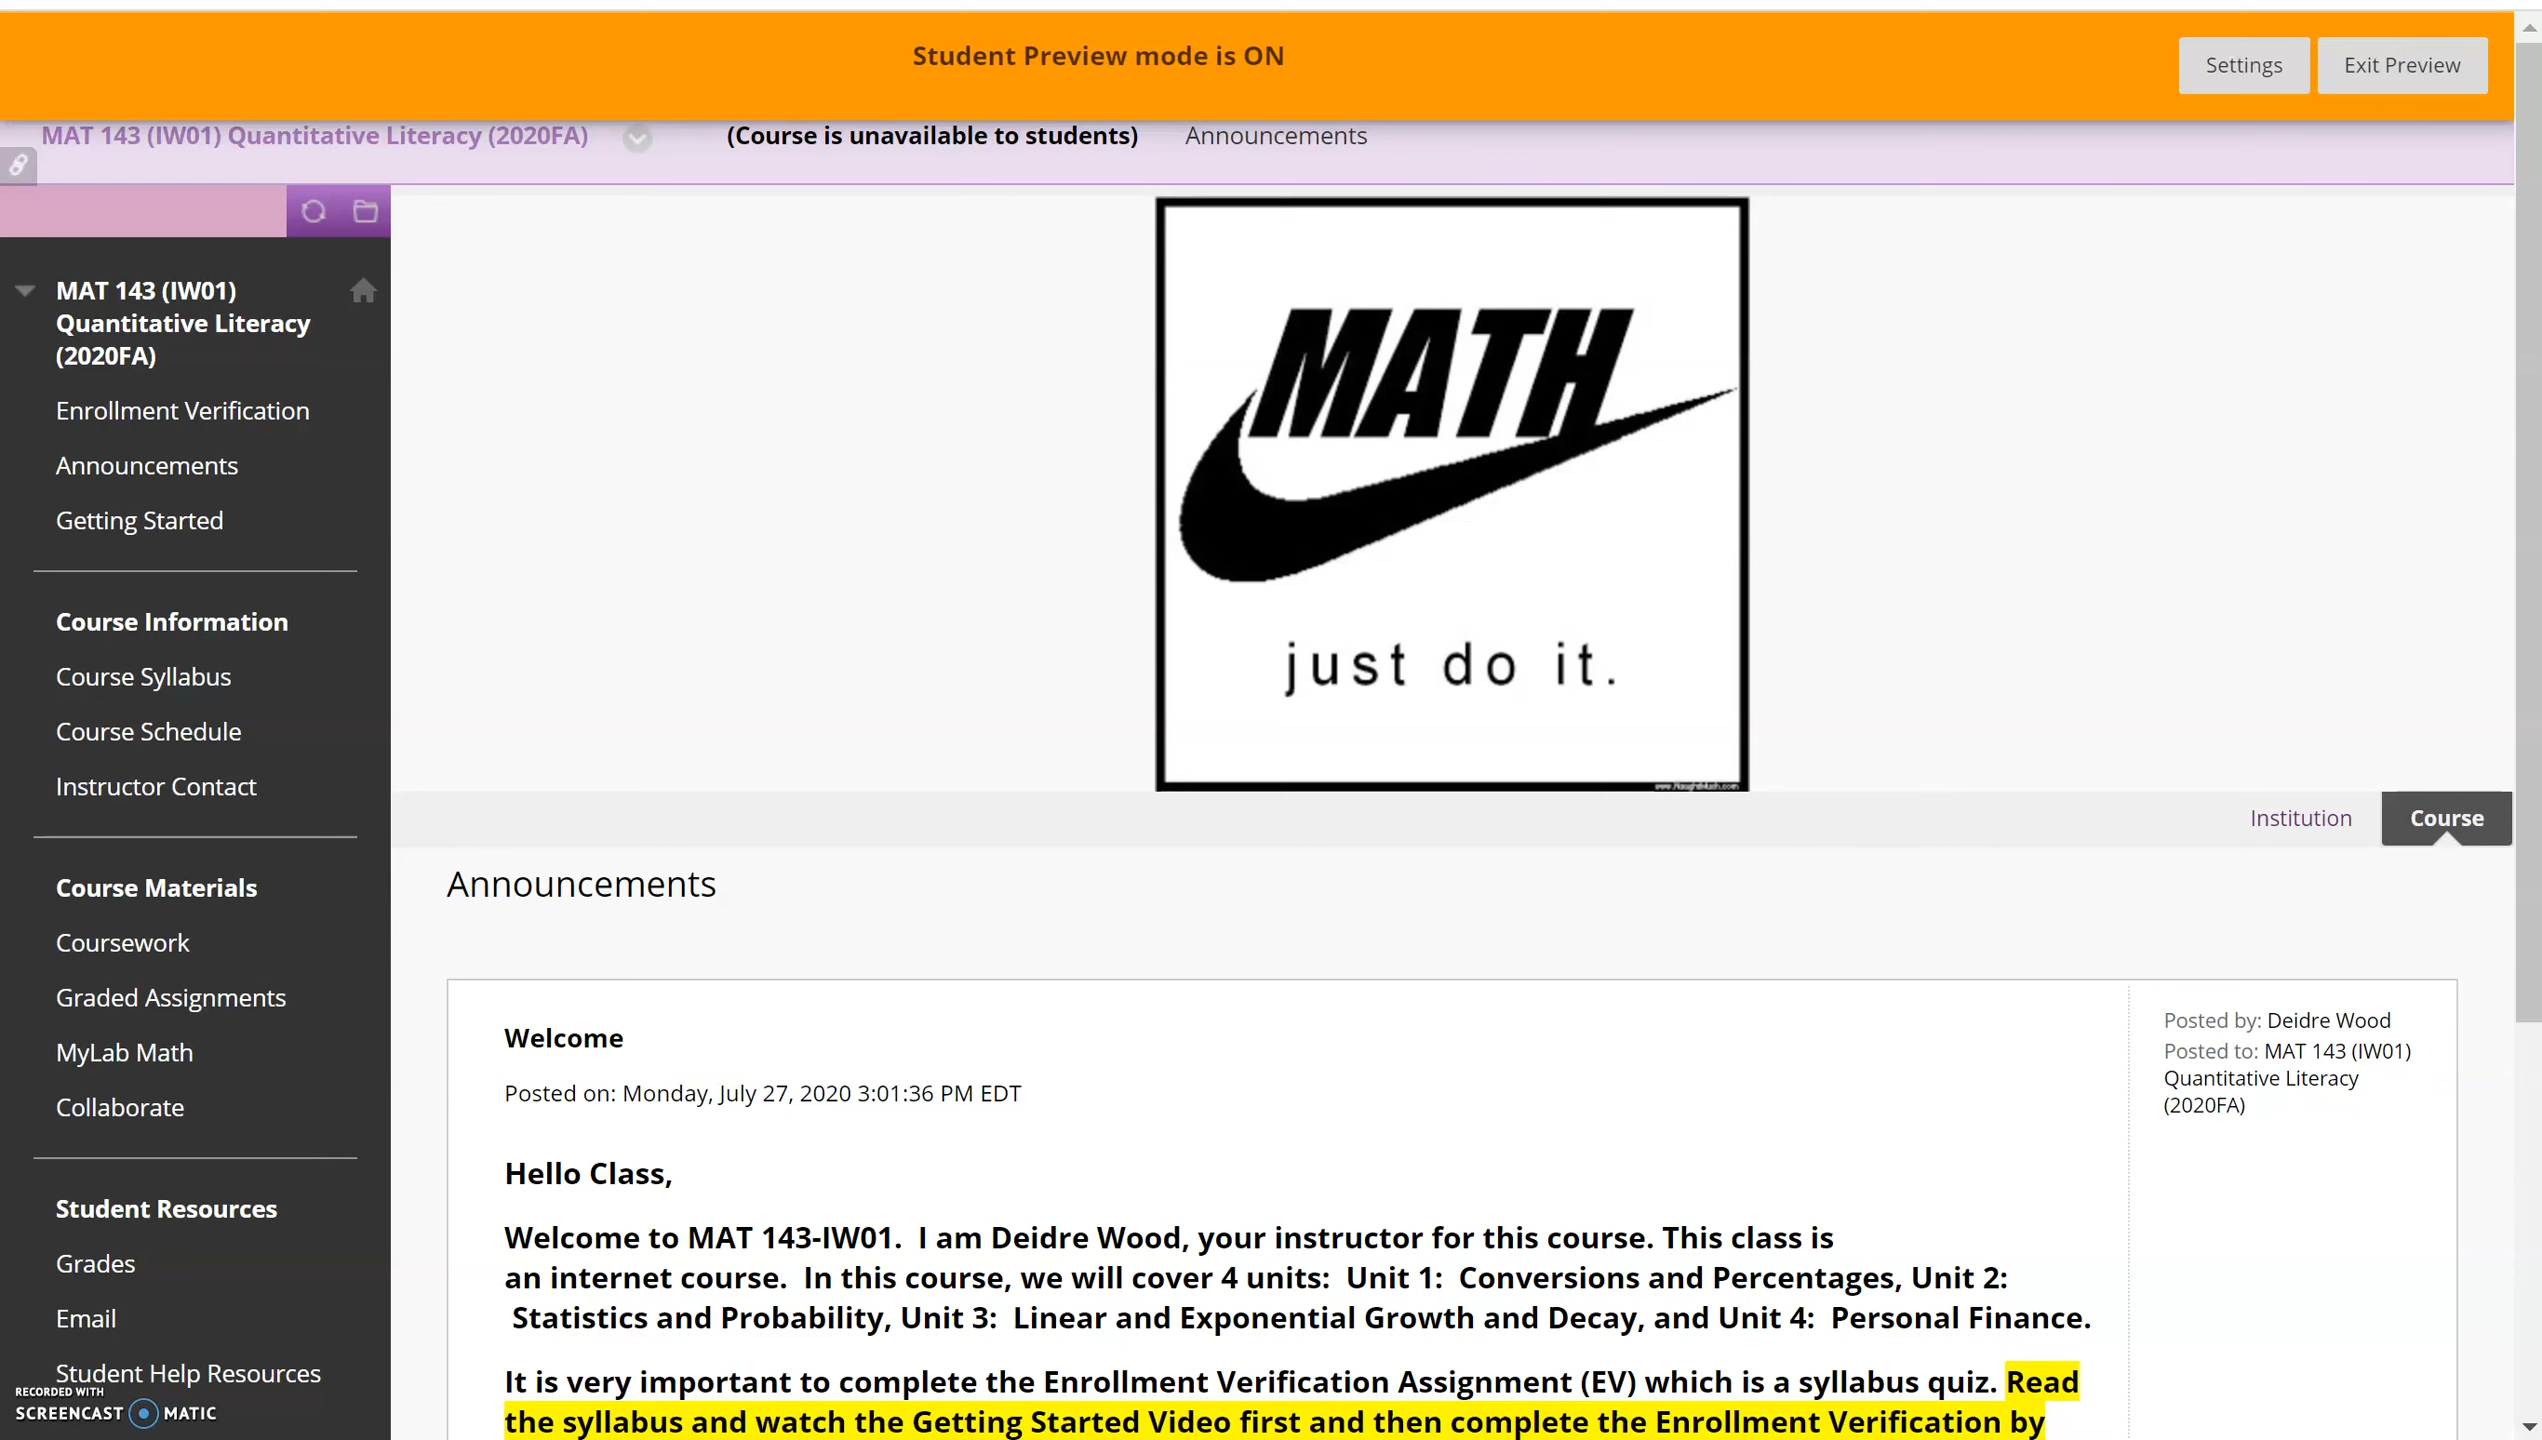 Student Preview mode is ON
Settings
Exit Preview
MAT 143 (IW01) Quantitative Literacy (2020FA)
(Course is unavailable to students)
Announcements
MAT 143 (IW01)
Quantitative Literacy
(2020FA)
Enrollment Verification
Announcements
Getting Started
Course Information
Course Syllabus
Course Schedule
Instructor Contact
Course Materials
Coursework
Graded Assignments
MyLab Math
Collaborate
Student Resources
Grades
Email
Student Help Resources
RECORDED WITH
SCREENCAST MATIC
MATH
just do it.
Institution
Course
Announcements
Welcome
Posted on: Monday, July 27, 2020 3:01:36 PM EDT
Hello Class,
Welcome to MAT 143-IW01.  I am Deidre Wood, your instructor for this course. This class is
an internet course.  In this course, we will cover 4 units:  Unit 1:  Conversions and Percentages, Unit 2:
Statistics and Probability, Unit 3:  Linear and Exponential Growth and Decay, and Unit 4:  Personal Finance.
It is very important to complete the Enrollment Verification Assignment (EV) which is a syllabus quiz. Read
the syllabus and watch the Getting Started Video first and then complete the Enrollment Verification by
Posted by: Deidre Wood
Posted to: MAT 143 (IW01)
Quantitative Literacy
(2020FA)